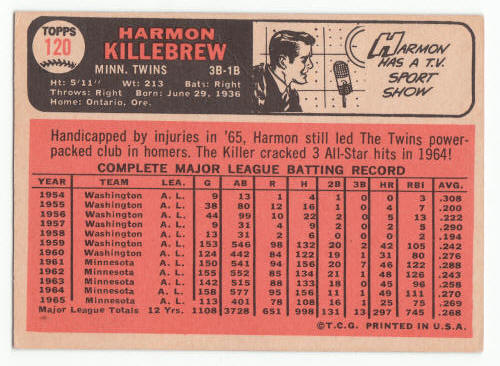 TOPPS
120
HARMON
KILLEBREW
MINN. TWINS 3B-1B
Ht: 5'11" Wt: 213 Bats: Right
Throws: Right Born: June 29, 1936
Home: Ontario, Ore.
HARMON
HAS A T.V.
SPORT
SHOW
Handicapped by injuries in '65, Harmon still led The Twins power-
packed club in homers. The Killer cracked 3 All-Star hits in 1964!
COMPLETE MAJOR LEAGUE BATTING RECORD
YEAR TEAM LEA. G AB R H 2B 3B HR RBI AVG.
1954 Washington A. L. 9 13 1 4 1 0 0 3 .308
1955 Washington A. L. 38 80 12 16 1 0 4 7 .200
1956 Washington A. L. 44 99 10 22 2 0 5 13 .222
1957 Washington A. L. 9 31 4 9 2 0 2 5 .290
1958 Washington A. L. 13 31 2 6 0 0 0 2 .194
1959 Washington A. L. 153 546 98 132 20 2 42 105 .242
1960 Washington A. L. 124 442 84 122 19 1 31 80 .276
1961 Minnesota A. L. 150 541 94 156 20 7 46 122 .288
1962 Minnesota A. L. 155 552 85 134 21 1 48 126 .243
1963 Minnesota A. L. 142 515 88 133 18 0 45 96 .258
1964 Minnesota A. L. 158 577 95 156 11 1 49 111 .270
1965 Minnesota A. L. 113 401 78 108 16 1 25 75 .269
Major League Totals 12 Yrs. 1108 3728 651 998 131 13 297 745 .268
©T.C.G. PRINTED IN U.S.A.